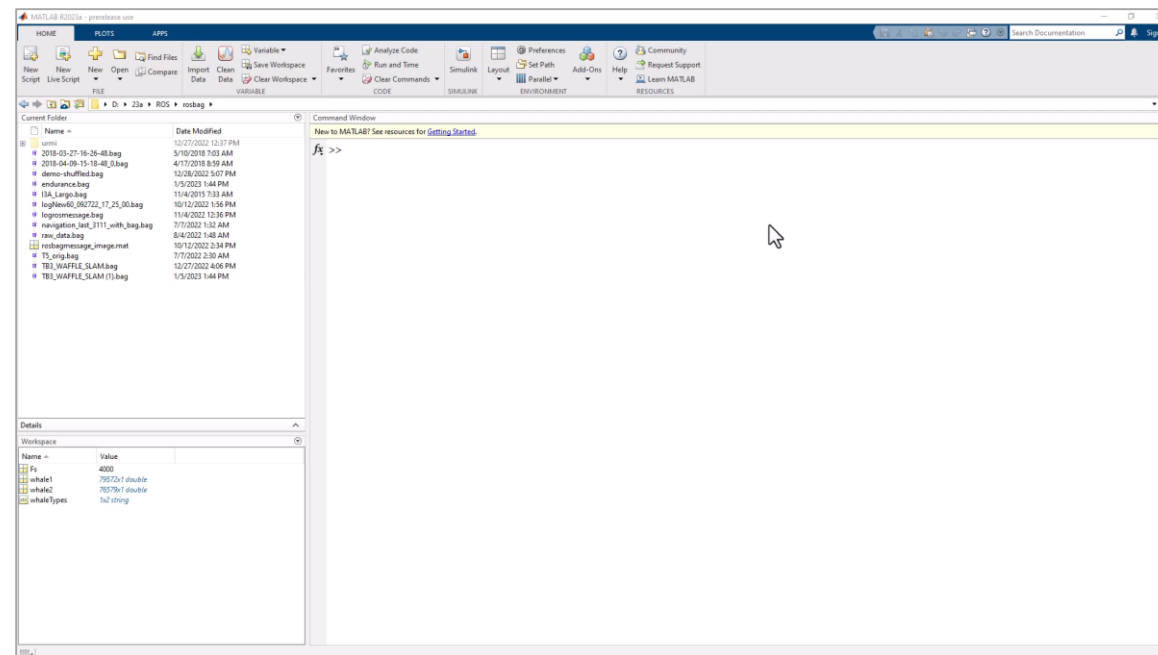 MATLAB R2023a - prerelease use
HOME PLOTS APPS
Search Documentation
New Script
New Live Script
New
Open
Find Files
Compare
Import Data
Clean Data
Variable
Save Workspace
Clear Workspace
Favorites
Analyze Code
Run and Time
Clear Commands
Simulink
Layout
Preferences
Set Path
Parallel
Add-Ons
Help
Community
Request Support
Learn MATLAB
FILE VARIABLE CODE SIMULINK ENVIRONMENT RESOURCES
D: 23a ROS rosbag
Current Folder
Name Date Modified
urmi 12/27/2022 12:37 PM
2018-03-27-16-26-48.bag 5/10/2018 7:03 AM
2018-04-09-15-18-48_0.bag 4/17/2018 8:59 AM
demo-shuffled.bag 12/28/2022 5:07 PM
endurance.bag 1/5/2023 1:44 PM
I3A_Largo.bag 11/4/2015 7:33 AM
logNew60_092722_17_25_00.bag 10/12/2022 1:56 PM
logrosmessage.bag 11/4/2022 12:36 PM
navigation_last_3111_with_bag.bag 7/7/2022 1:32 AM
raw_data.bag 8/4/2022 1:48 AM
rosbagmessage_image.mat 10/12/2022 2:34 PM
T5_orig.bag 7/7/2022 2:30 AM
TB3_WAFFLE_SLAM.bag 12/27/2022 4:06 PM
TB3_WAFFLE_SLAM (1).bag 1/5/2023 1:44 PM
Details
Workspace
Name Value
Fs 4000
whale1 79572x1 double
whale2 76579x1 double
whaleTypes 1x2 string
Command Window
New to MATLAB? See resources for Getting Started.
fx >>